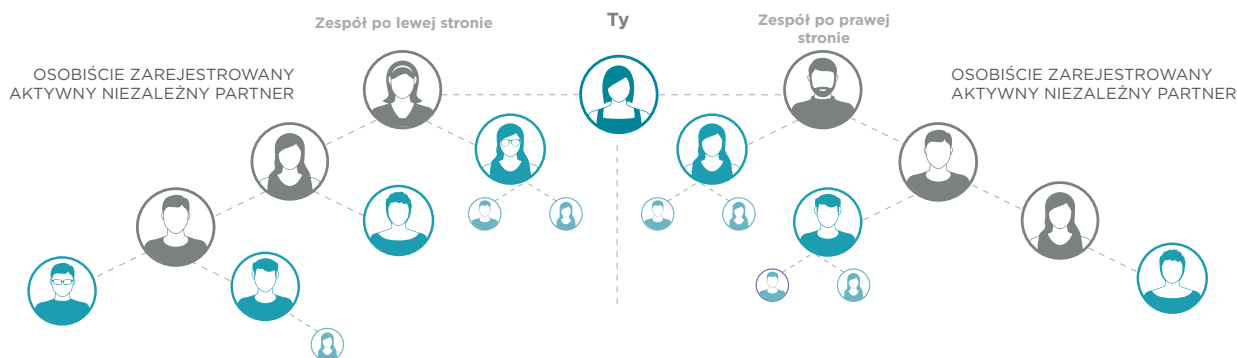 Zespół po lewej stronie
Ty
Zespół po prawej
stronie
OSOBIŚCIE ZAREJESTROWANY
AKTYWNY NIEZALEŻNY PARTNER
OSOBIŚCIE ZAREJESTROWANY
AKTYWNY NIEZALEŻNY PARTNER